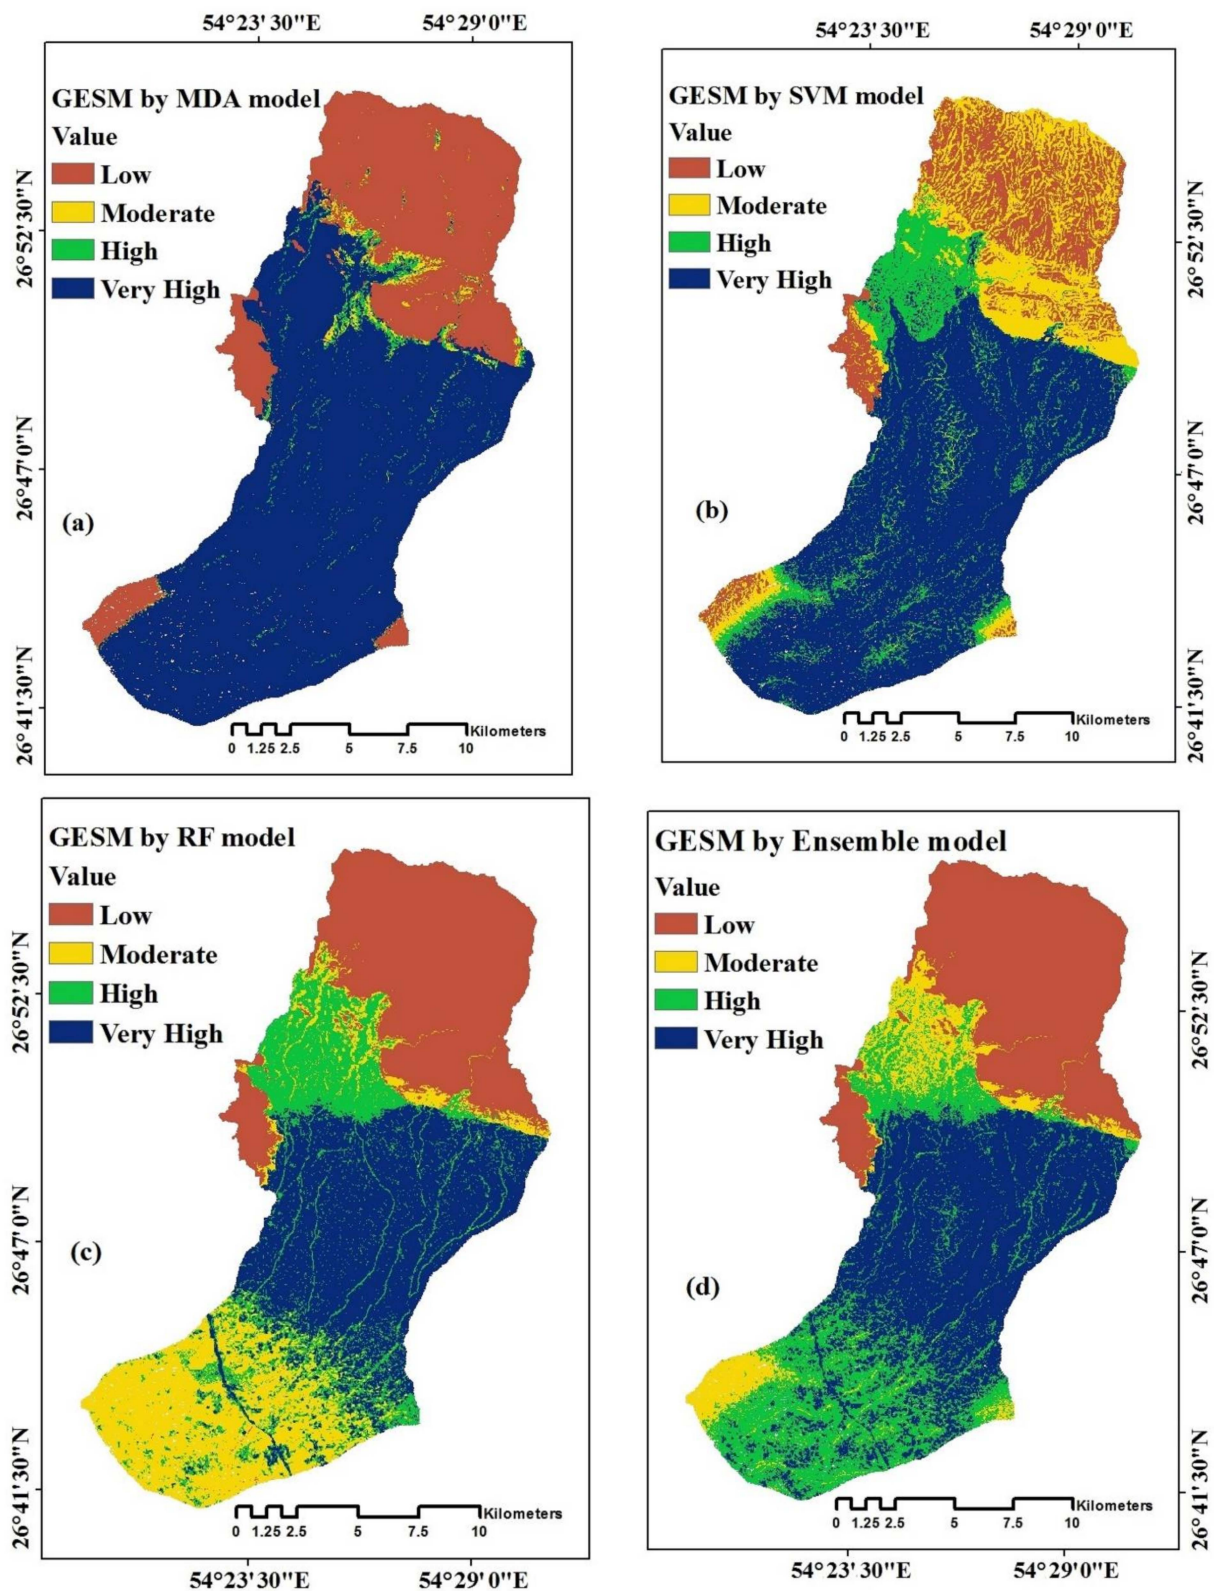 54°23'30"E 54°29'0"E
GESM by MDA model
Value
Low
Moderate
High
Very High
26°52'30"N
26°47'0"N
26°41'30"N
(a)
0 1.25 2.5 5 7.5 10 Kilometers
54°23'30"E 54°29'0"E
GESM by SVM model
Value
Low
Moderate
High
Very High
26°52'30"N
26°47'0"N
26°41'30"N
(b)
0 1.25 2.5 5 7.5 10 Kilometers
GESM by RF model
Value
Low
Moderate
High
Very High
26°52'30"N
26°47'0"N
26°41'30"N
(c)
0 1.25 2.5 5 7.5 10 Kilometers
54°23'30"E 54°29'0"E
GESM by Ensemble model
Value
Low
Moderate
High
Very High
26°52'30"N
26°47'0"N
26°41'30"N
(d)
0 1.25 2.5 5 7.5 10 Kilometers
54°23'30"E 54°29'0"E